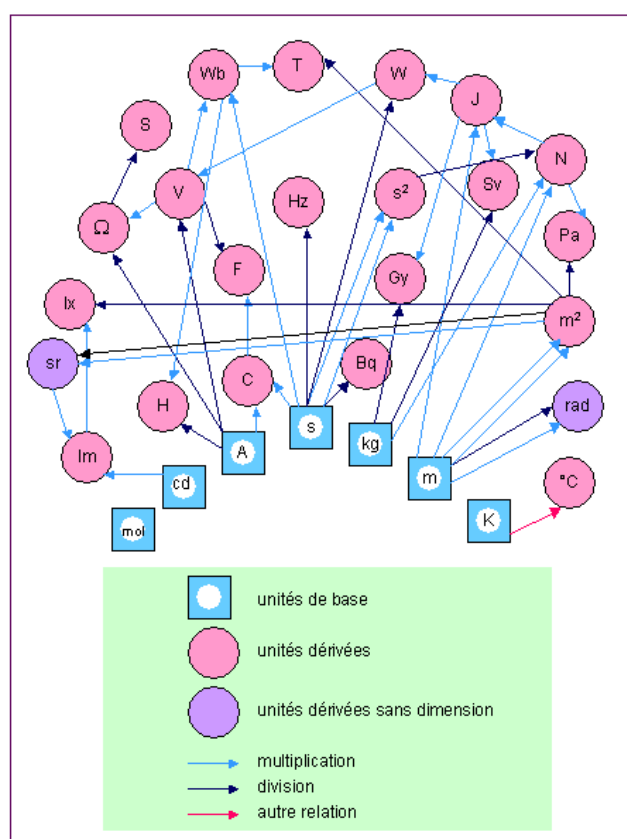 Wb
T
W
J
S
N
V
Hz
s²
Sv
Ω
F
Gy
Pa
lx
m²
sr
C
Bq
H
s
rad
lm
A
kg
cd
m
°C
mol
K
unités de base
unités dérivées
unités dérivées sans dimension
multiplication
division
autre relation